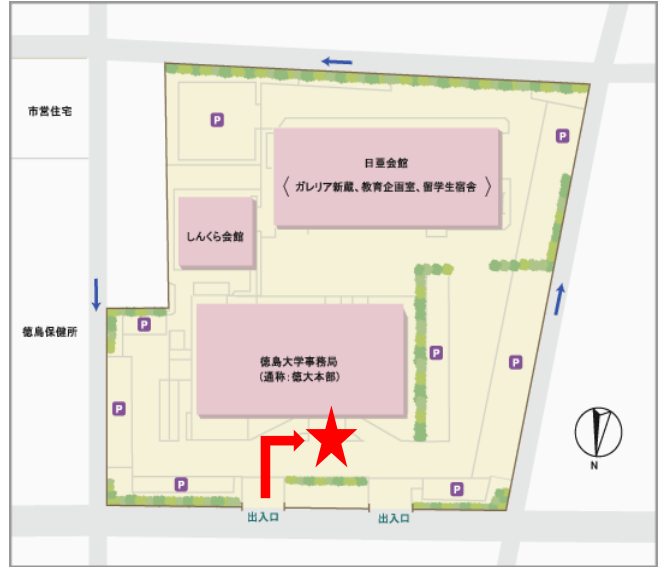 市営住宅
P
P
日亜会館
〈 ガレリア新蔵、教育企画室、留学生宿舎 〉
しんくら会館
徳島保健所
P
P
P
徳島大学事務局
(通称：徳大本部)
P
P
P
P
出入口
出入口
N